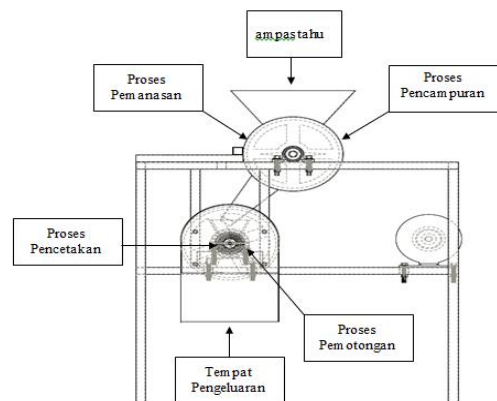 ampas tahu
Proses
Pemanasan
Proses
Pencampuran
Proses
Pencetakan
Proses
Pemotongan
Tempat
Pengeluaran